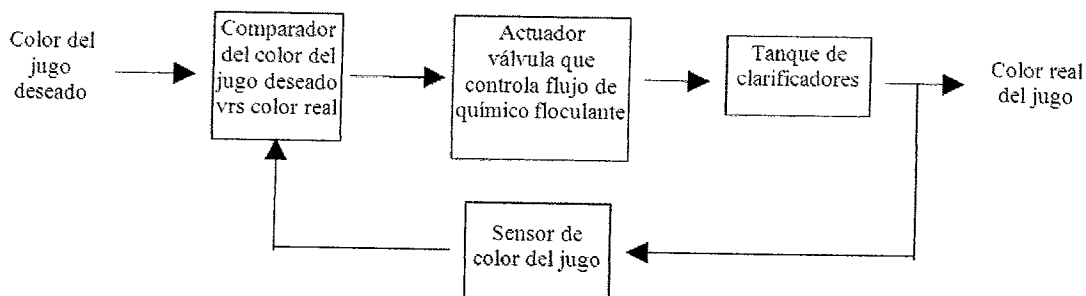 Color del
jugo
deseado
Comparador
del color del
jugo deseado
vrs color real
Actuador
válvula que
controla flujo de
químico floculante
Tanque de
clarificadores
Color real
del jugo
Sensor de
color del jugo